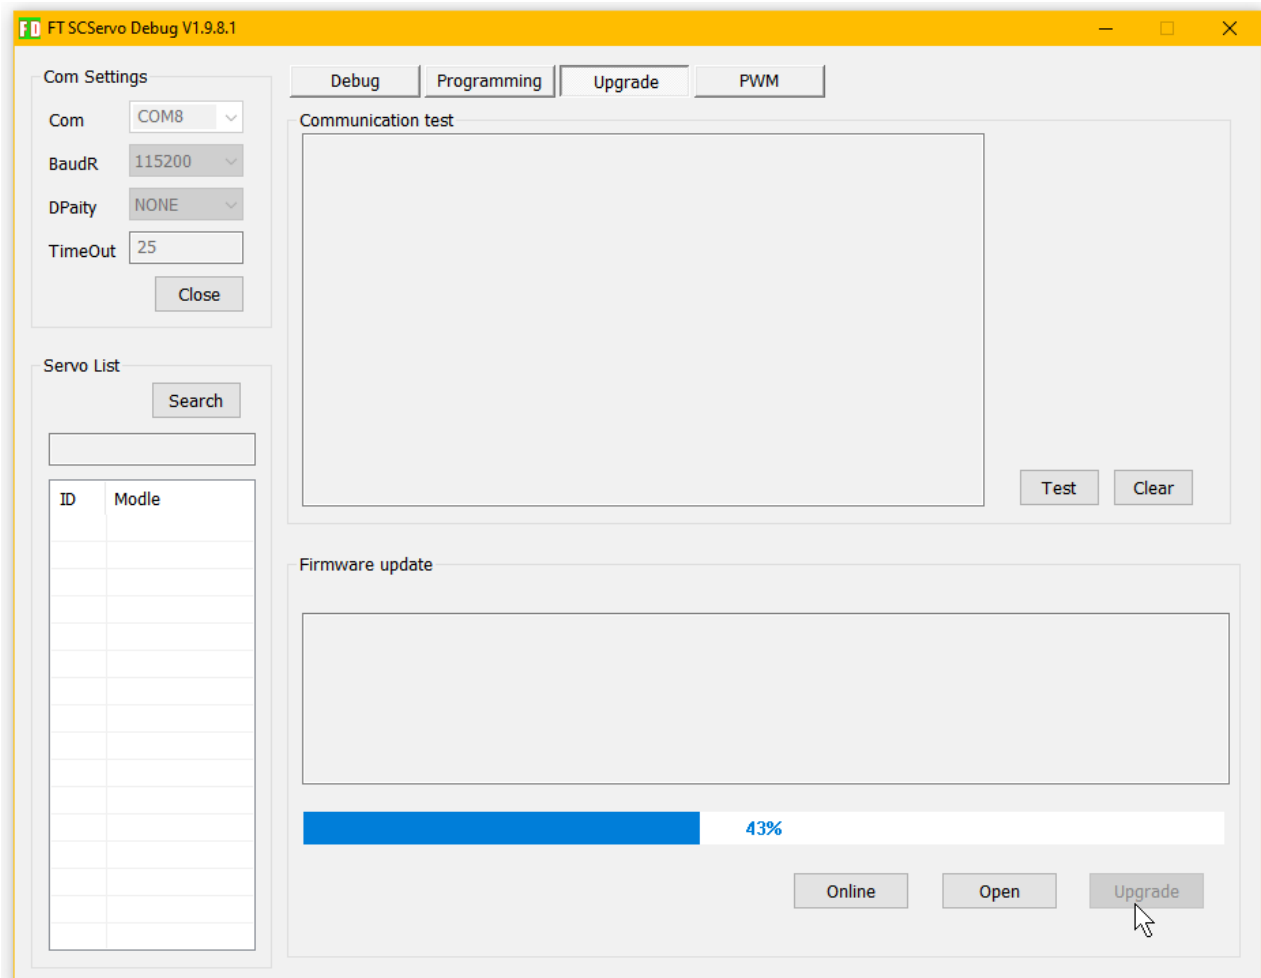 FD FT SCServo Debug V1.9.8.1
Com Settings
Com COM8
BaudR 115200
DPaity NONE
TimeOut 25
Close
Servo List
Search
ID Modle
Debug Programming Upgrade PWM
Communication test
Test Clear
Firmware update
43%
Online Open Upgrade